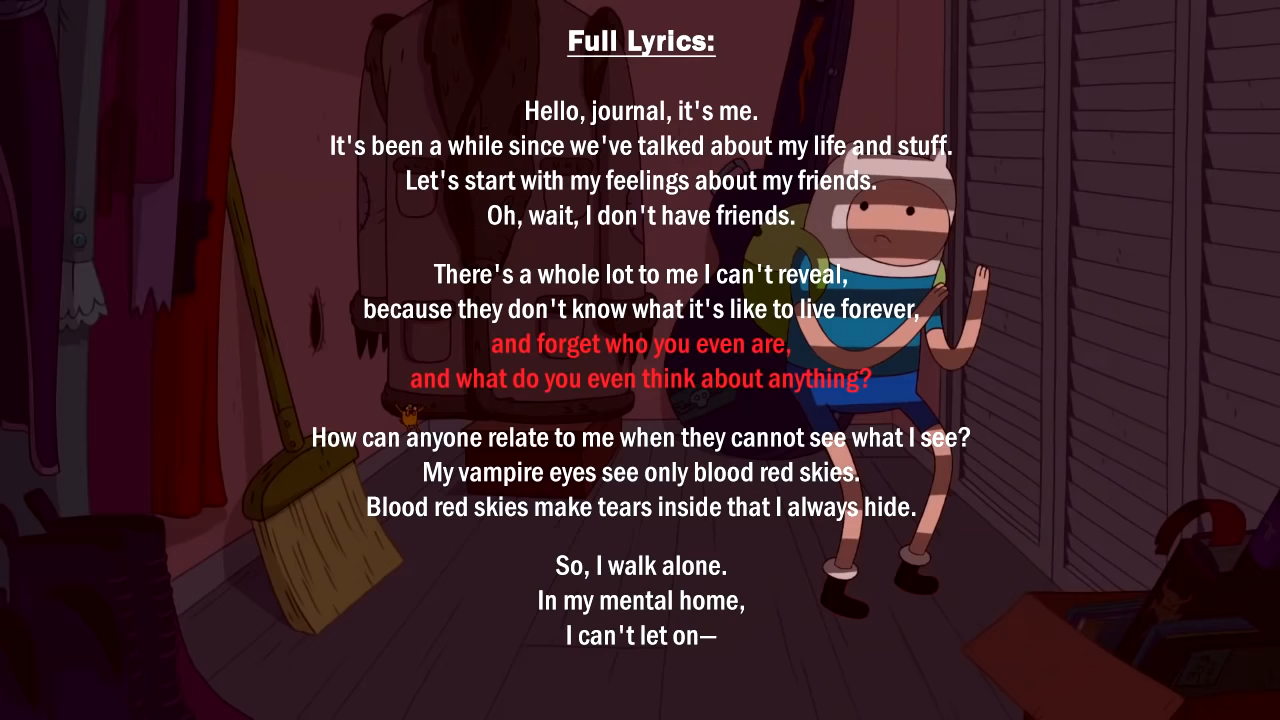 Full Lyrics:
Hello, journal, it's me.
It's been a while since we've talked about my life and stuff.
Let's start with my feelings about my friends.
Oh, wait, I don't have friends.
There's a whole lot to me I can't reveal,
because they don't know what it's like to live forever,
and forget who you even are,
and what do you even think about anything?
How can anyone relate to me when they cannot see what I see?
My vampire eyes see only blood red skies.
Blood red skies make tears inside that I always hide.
So, I walk alone.
In my mental home,
I can't let on—